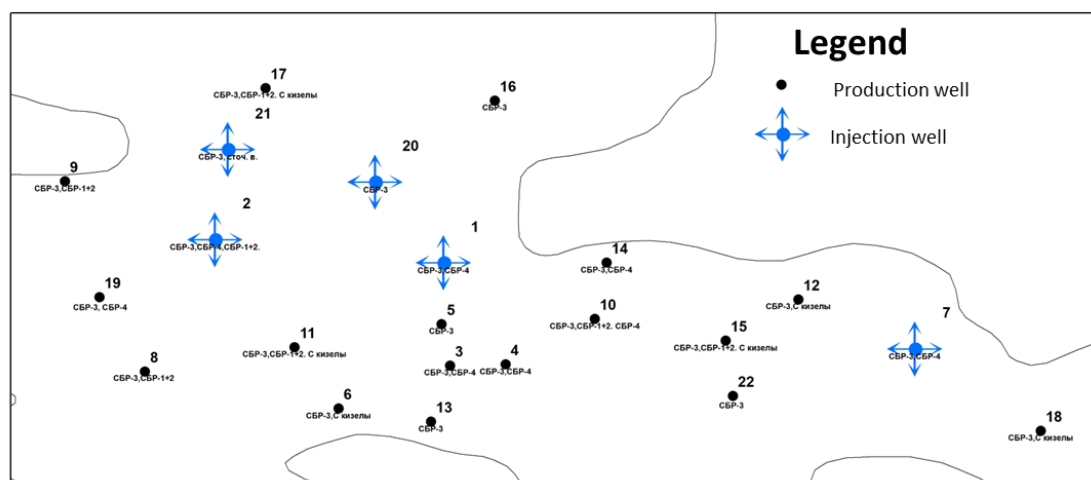 Legend
Production well
Injection well
17
СБР-3,СБР-1+2. С кизелы
16
СБР-3
21
СБР-3, сточ. в.
20
СБР-3
9
СБР-3,СБР-1+2
2
СБР-3,СБР-4,СБР-1+2.
1
СБР-3,СБР-4
14
СБР-3,СБР-4
19
СБР-3, СБР-4
12
СБР-3,С кизелы
5
СБР-3
10
СБР-3,СБР-1+2. СБР-4
7
СБР-3,СБР-4
11
СБР-3,СБР-1+2. С кизелы
15
СБР-3,СБР-1+2. С кизелы
8
СБР-3,СБР-1+2
3
СБР-3,СБР-4
4
СБР-3,СБР-4
6
СБР-3,С кизелы
13
СБР-3
22
СБР-3
18
СБР-3,С кизелы